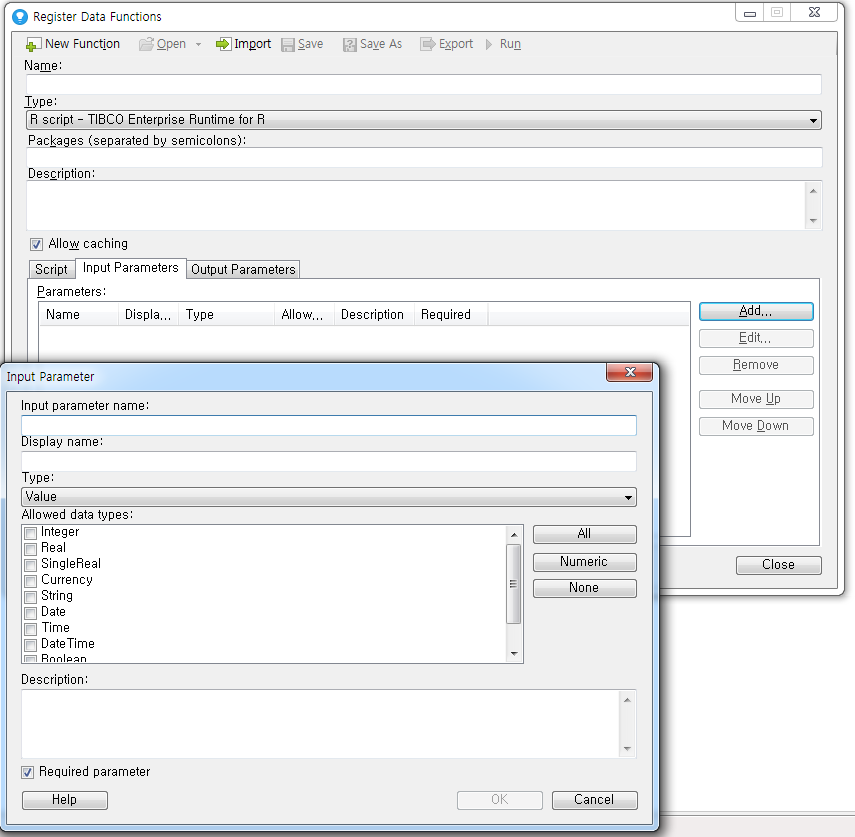 Register Data Functions
New Function Open Import Save Save As Export Run
Name:
Type:
R script - TIBCO Enterprise Runtime for R
Packages (separated by semicolons):
Description:
Allow caching
Script Input Parameters Output Parameters
Parameters:
Name Displa... Type Allow... Description Required
Add...
Edit...
Remove
Move Up
Move Down
Close
Input Parameter
Input parameter name:
Display name:
Type:
Value
Allowed data types:
Integer
Real
SingleReal
Currency
String
Date
Time
DateTime
Boolean
All
Numeric
None
Description:
Required parameter
Help OK Cancel